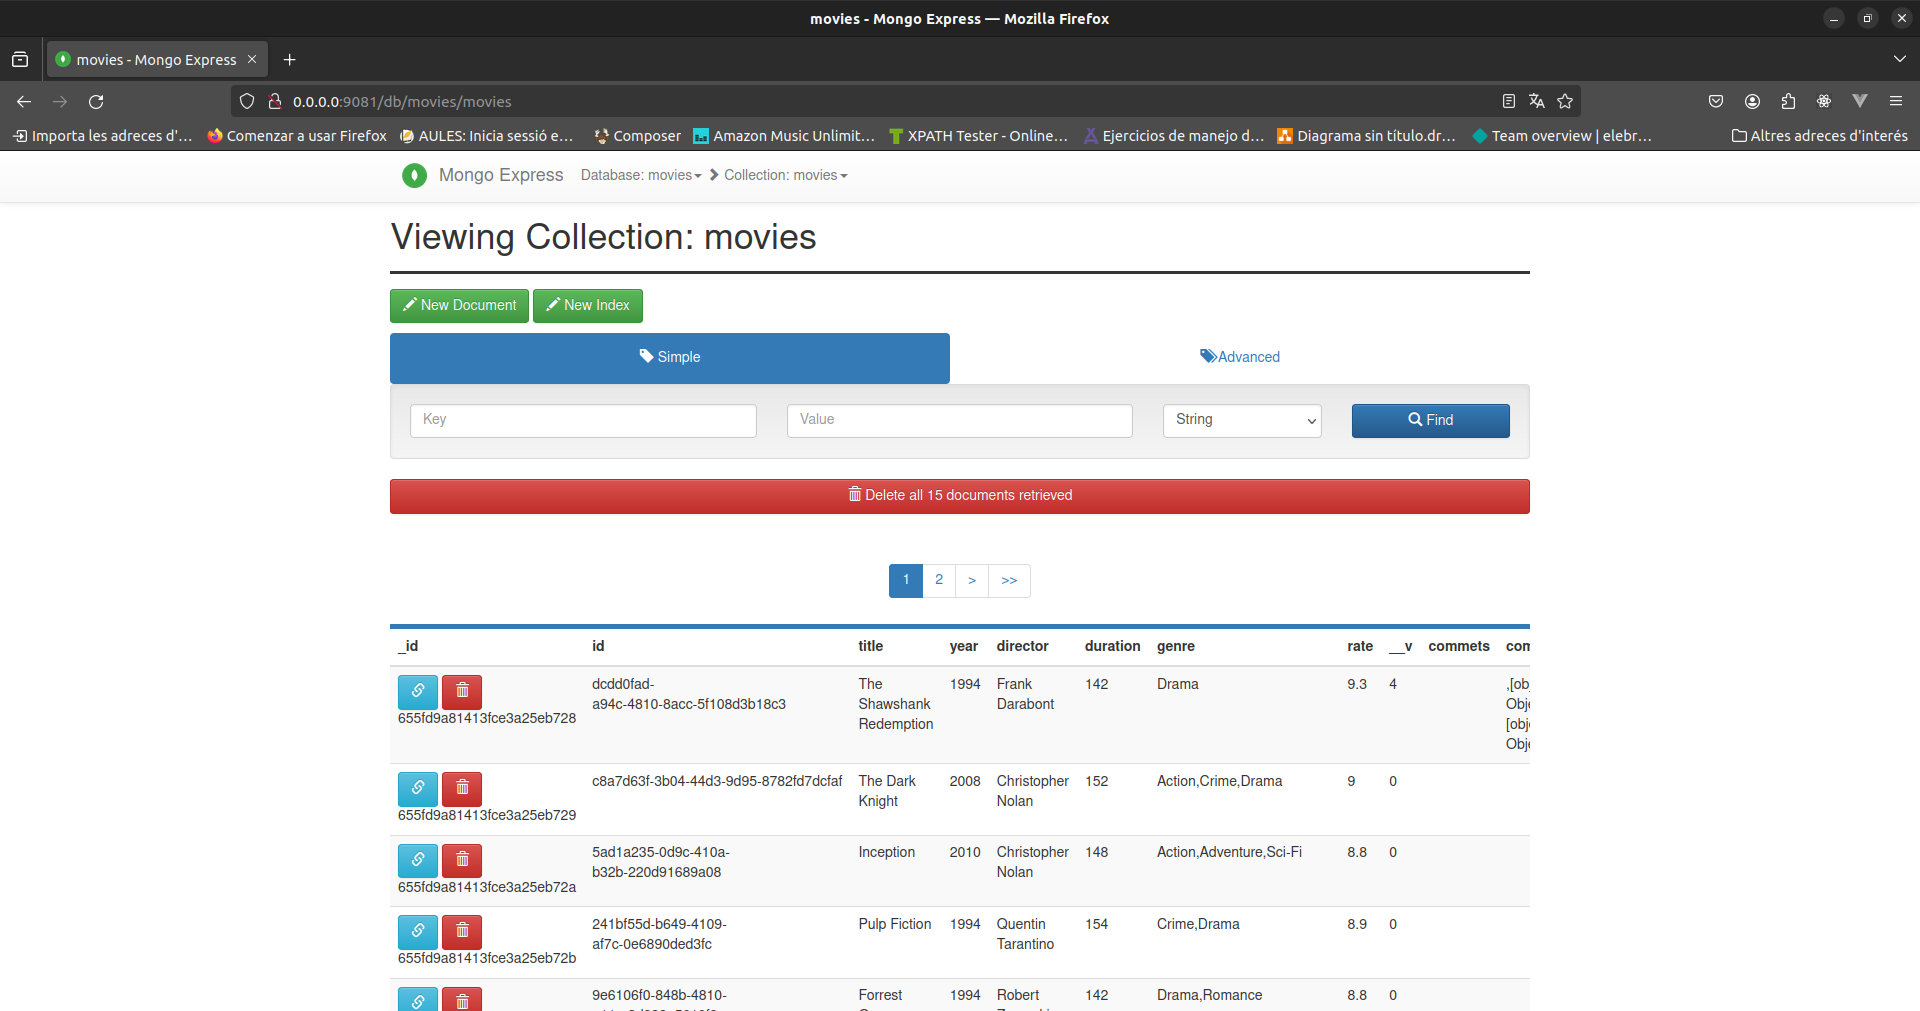 movies - Mongo Express — Mozilla Firefox
movies - Mongo Express
0.0.0.0:9081/db/movies/movies
Importa les adreces d'... Comenzar a usar Firefox AULES: Inicia sessió e... Composer Amazon Music Unlimit... XPATH Tester - Online... Ejercicios de manejo d... Diagrama sin título.dr... Team overview | elebr... Altres adreces d'interés
Mongo Express Database: movies Collection: movies
Viewing Collection: movies
New Document New Index
Simple Advanced
Key Value String Find
Delete all 15 documents retrieved
1 2 > >>
_id id title year director duration genre rate __v commets com
dcdd0fad- The 1994 Frank 142 Drama 9.3 4 ,[ob
a94c-4810-8acc-5f108d3b18c3 Shawshank Darabont Obje
655fd9a81413fce3a25eb728 Redemption [obj
Obje
c8a7d63f-3b04-44d3-9d95-8782fd7dcfaf The Dark 2008 Christopher 152 Action,Crime,Drama 9 0
Knight Nolan
655fd9a81413fce3a25eb729
5ad1a235-0d9c-410a- Inception 2010 Christopher 148 Action,Adventure,Sci-Fi 8.8 0
b32b-220d91689a08 Nolan
655fd9a81413fce3a25eb72a
241bf55d-b649-4109- Pulp Fiction 1994 Quentin 154 Crime,Drama 8.9 0
af7c-0e6890ded3fc Tarantino
655fd9a81413fce3a25eb72b
9e6106f0-848b-4810- Forrest 1994 Robert 142 Drama,Romance 8.8 0